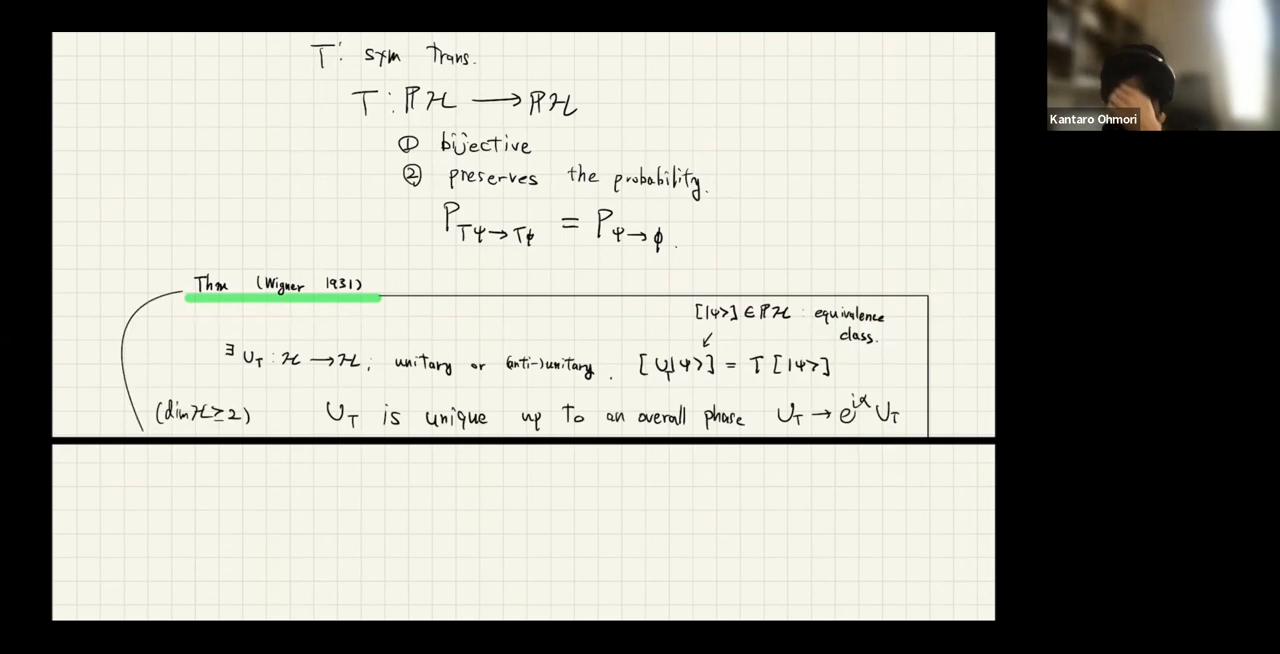 T: sym trans.
T: ℙℋ → ℙℋ
① bijective
② preserves the probability.
P_{TΨ→Tϕ} = P_{Ψ→ϕ}.
Thm (Wigner 1931)
[|Ψ>] ∈ ℙℋ : equivalence
class.
∃ U_T : ℋ → ℋ ; unitary or (anti-)unitary. [U_T|Ψ>] = T[|Ψ>]
(dim ℋ ≥ 2) U_T is unique up to an overall phase U_T → e^{iα} U_T
Kantaro Ohmori